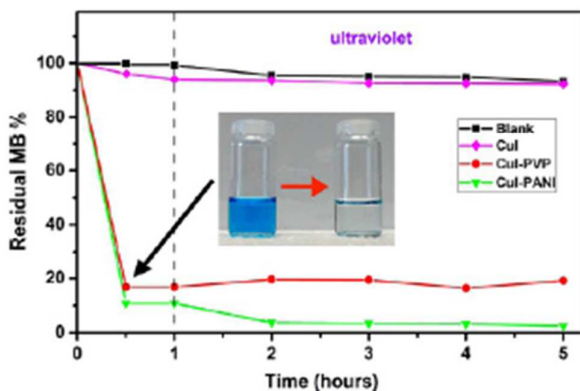 ultraviolet
100
80
60
40
20
0
Residual MB %
Blank
CuI
CuI-PVP
CuI-PANI
0 1 2 3 4 5
Time (hours)